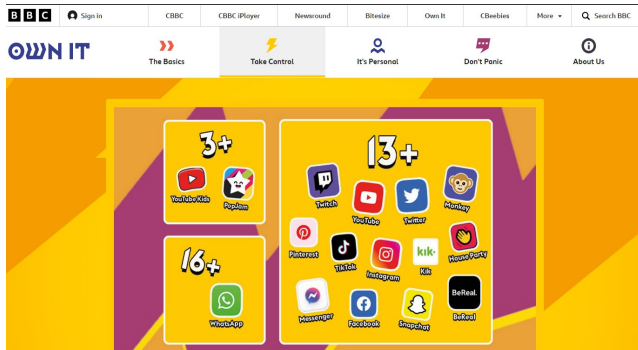 BBC Sign in CBBC CBBC iPlayer Newsround Bitesize Own It CBeebies More Search BBC
OWN IT
The Basics Take Control It's Personal Don't Panic About Us
3+
YouTube Kids PopJam
16+
WhatsApp
13+
Twitch YouTube Twitter Monkey
Pinterest TikTok Instagram kik. Kik House Party
Messenger Facebook Snapchat BeReal. BeReal